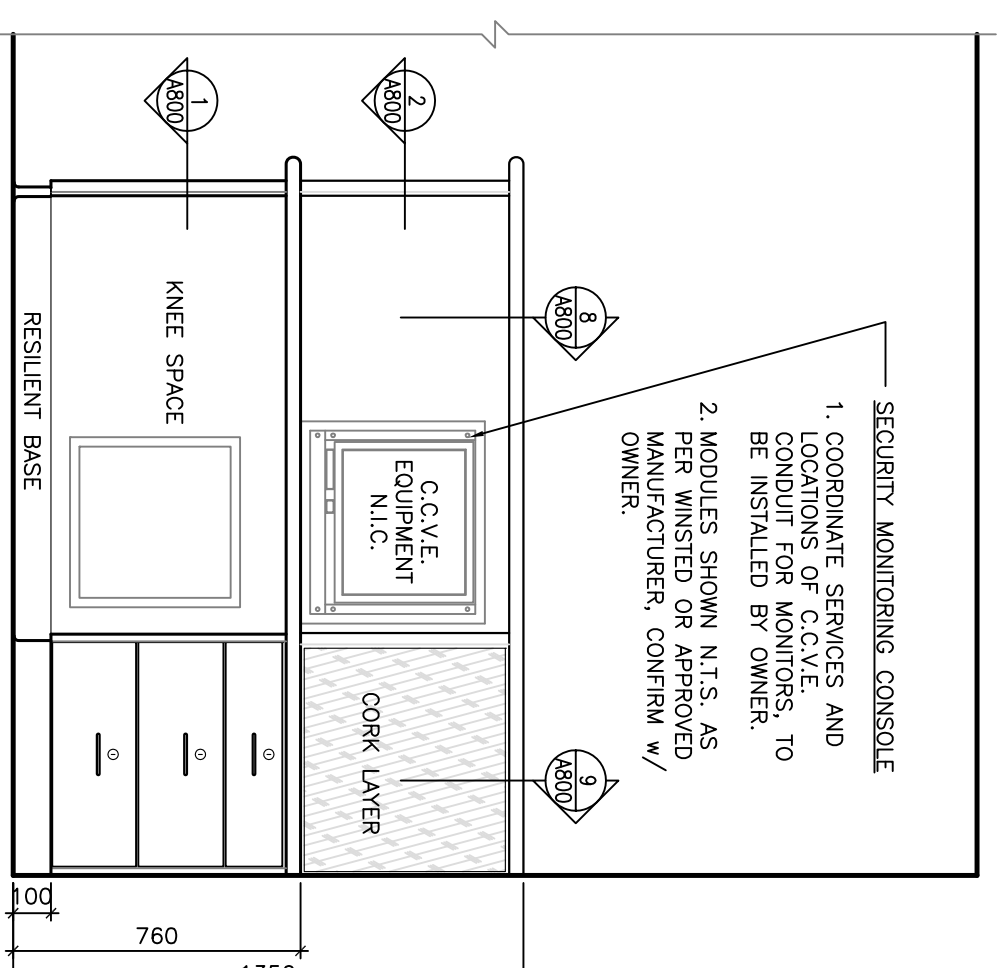 SECURITY MONITORING CONSOLE
1. COORDINATE SERVICES AND
LOCATIONS OF C.C.V.E.
CONDUIT FOR MONITORS, TO
BE INSTALLED BY OWNER.
2. MODULES SHOWN N.T.S. AS
PER WINSTED OR APPROVED
MANUFACTURER, CONFIRM w/
OWNER.
8
A800
9
A800
2
A800
C.C.V.E.
EQUIPMENT
N.I.C.
CORK LAYER
1
A800
KNEE SPACE
RESILIENT BASE
100
760